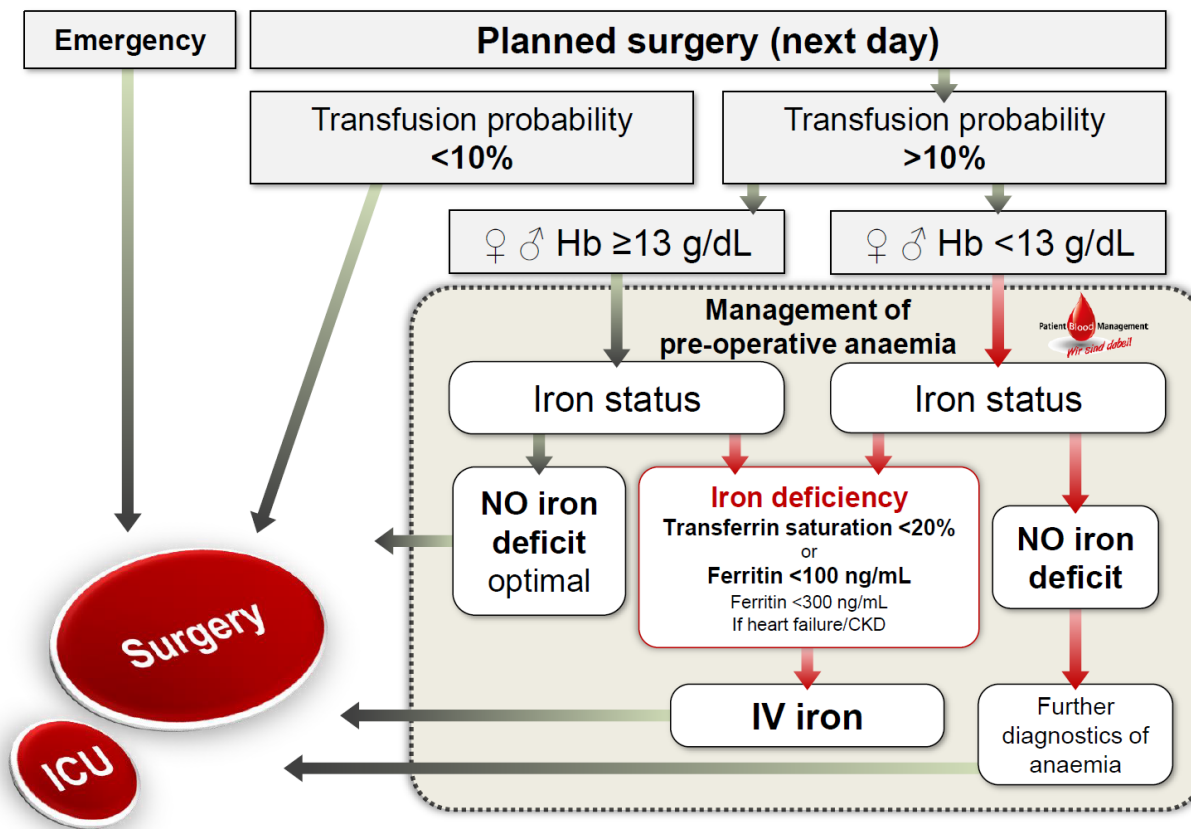 Emergency
Planned surgery (next day)
Transfusion probability
<10%
Transfusion probability
>10%
♀ ♂ Hb ≥13 g/dL
♀ ♂ Hb <13 g/dL
Management of
pre-operative anaemia
Patient Blood Management
Wir sind dabei!
Iron status
Iron status
NO iron
deficit
optimal
Iron deficiency
Transferrin saturation <20%
or
Ferritin <100 ng/mL
Ferritin <300 ng/mL
If heart failure/CKD
NO iron
deficit
Surgery
IV iron
Further
diagnostics of
anaemia
ICU